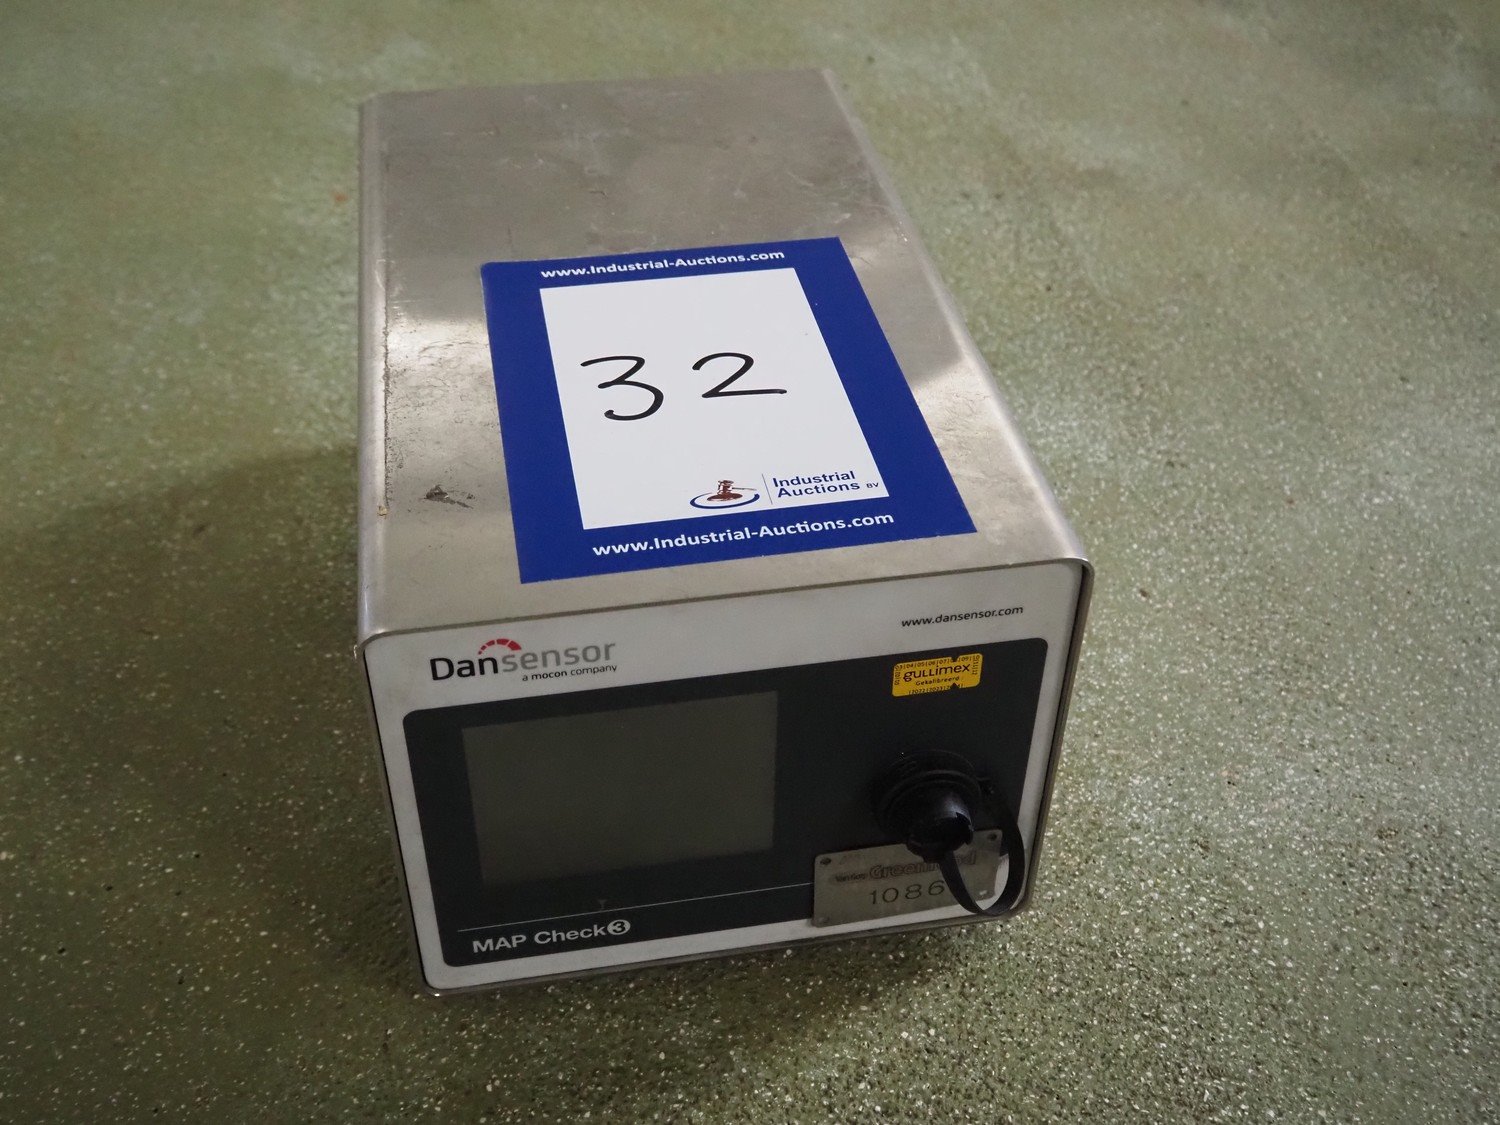 www.Industrial-Auctions.com
32
Industrial
Auctions BV
www.Industrial-Auctions.com
www.dansensor.com
Dansensor
a mocon company
gullimex
Gekalibreerd
1086
MAP Check3